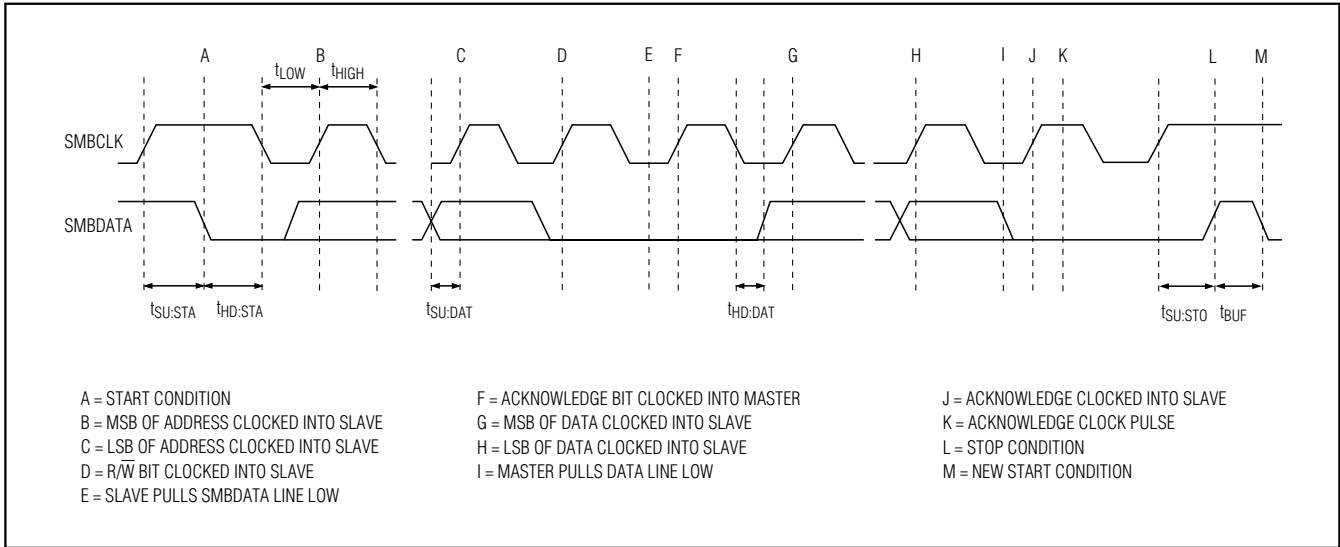 A B C D E F G H I J K L M
tLOW tHIGH
SMBCLK
SMBDATA
tSU:STA tHD:STA tSU:DAT tHD:DAT tSU:STO tBUF
A = START CONDITION
B = MSB OF ADDRESS CLOCKED INTO SLAVE
C = LSB OF ADDRESS CLOCKED INTO SLAVE
D = R/W̅ BIT CLOCKED INTO SLAVE
E = SLAVE PULLS SMBDATA LINE LOW
F = ACKNOWLEDGE BIT CLOCKED INTO MASTER
G = MSB OF DATA CLOCKED INTO SLAVE
H = LSB OF DATA CLOCKED INTO SLAVE
I = MASTER PULLS DATA LINE LOW
J = ACKNOWLEDGE CLOCKED INTO SLAVE
K = ACKNOWLEDGE CLOCK PULSE
L = STOP CONDITION
M = NEW START CONDITION